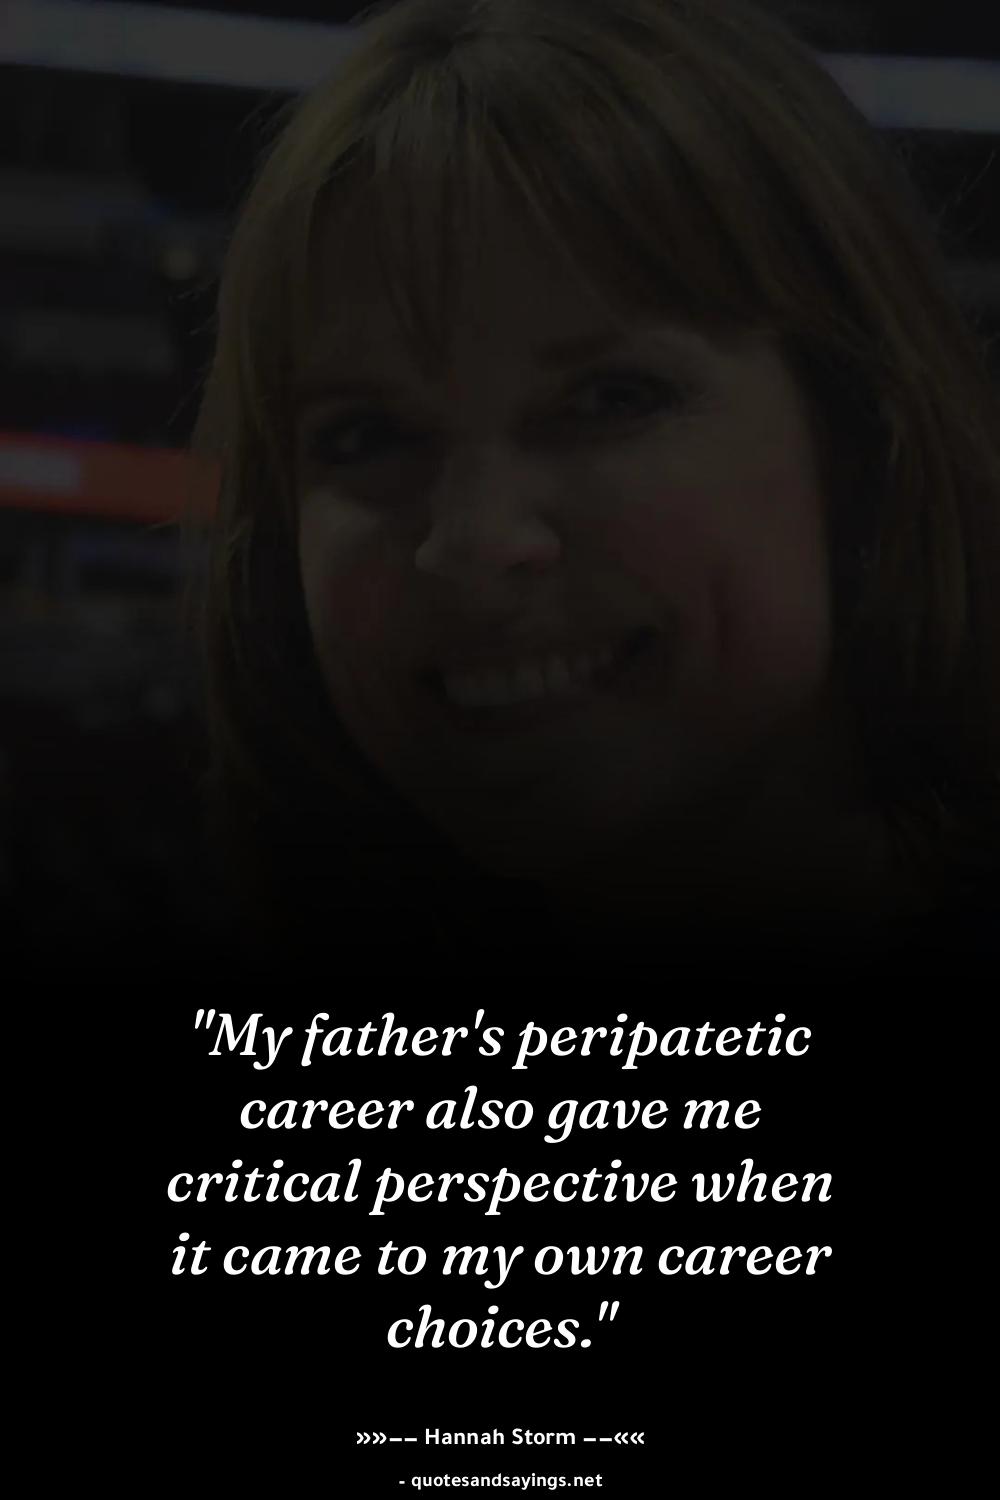 "My father's peripatetic
career also gave me
critical perspective when
it came to my own career
choices."
»»−− Hannah Storm −−««
- quotesandsayings.net